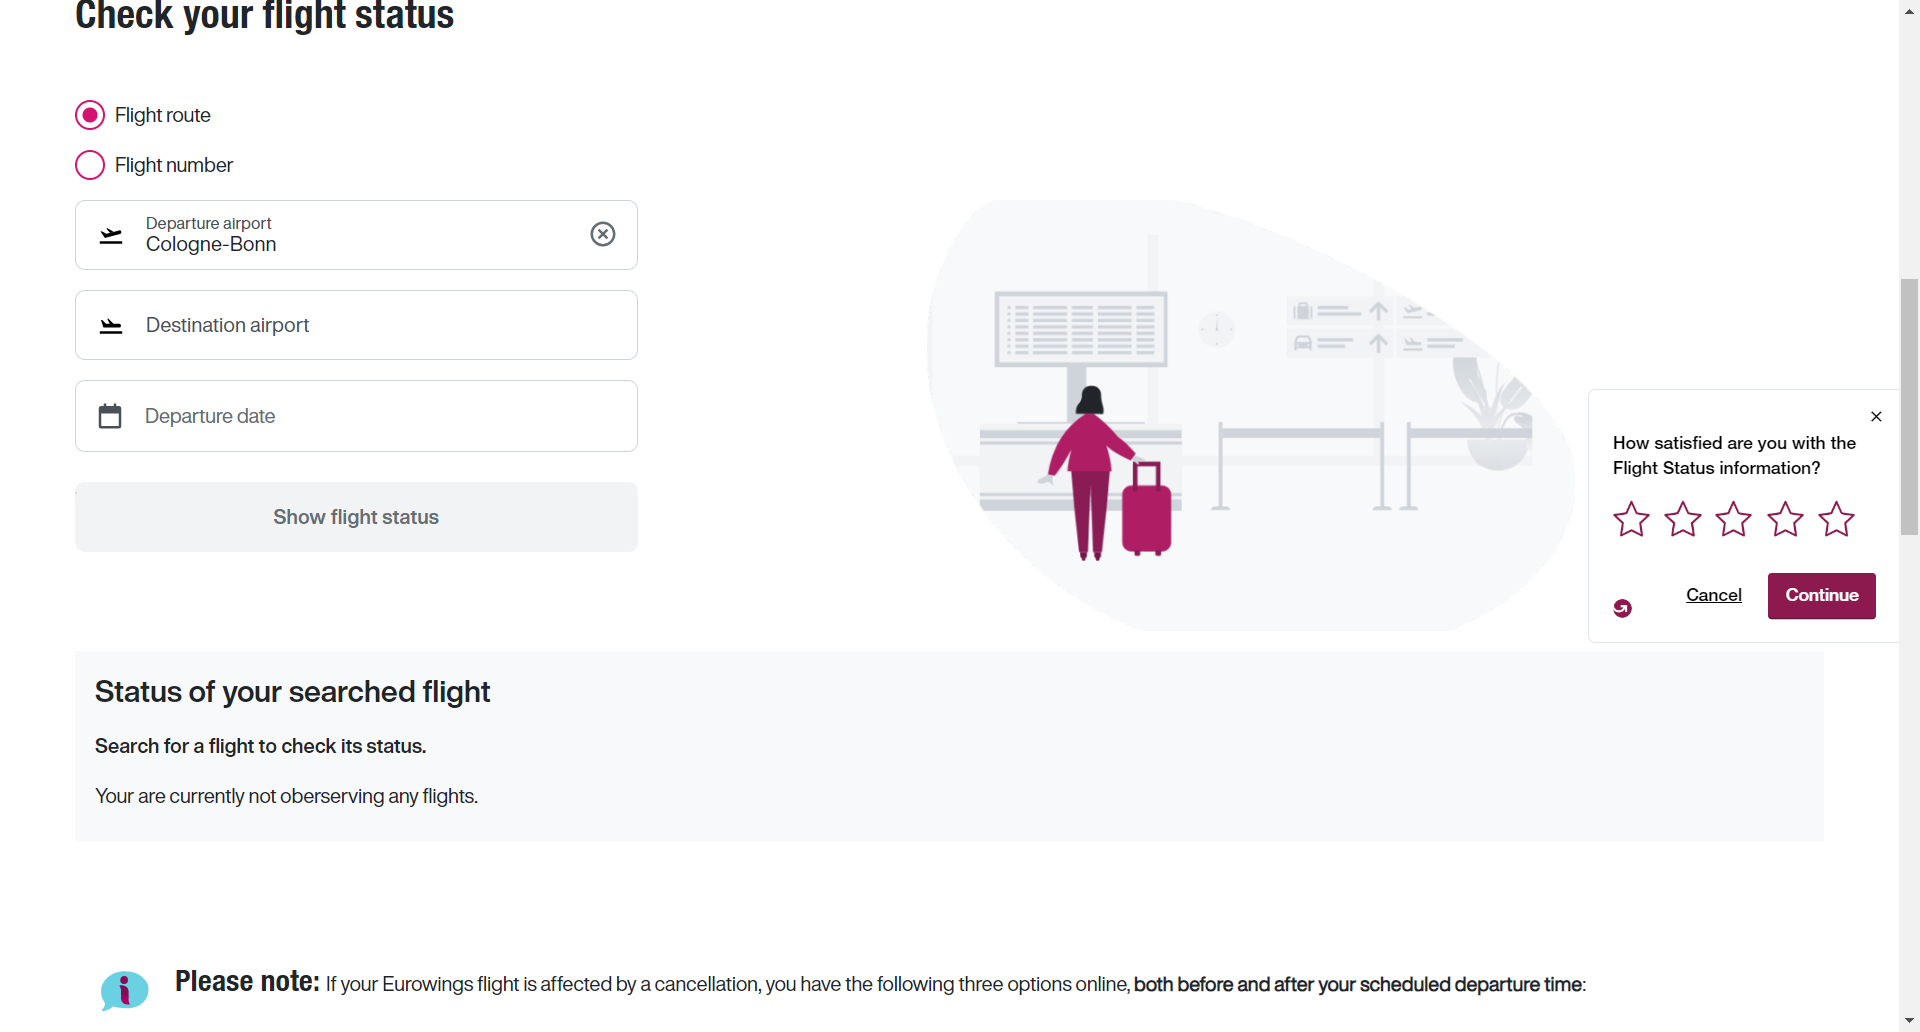 Check your flight status
Flight route
Flight number
Departure airport
Cologne-Bonn
Destination airport
Departure date
Show flight status
How satisfied are you with the
Flight Status information?
Cancel
Continue
Status of your searched flight
Search for a flight to check its status.
Your are currently not oberserving any flights.
Please note: If your Eurowings flight is affected by a cancellation, you have the following three options online, both before and after your scheduled departure time: